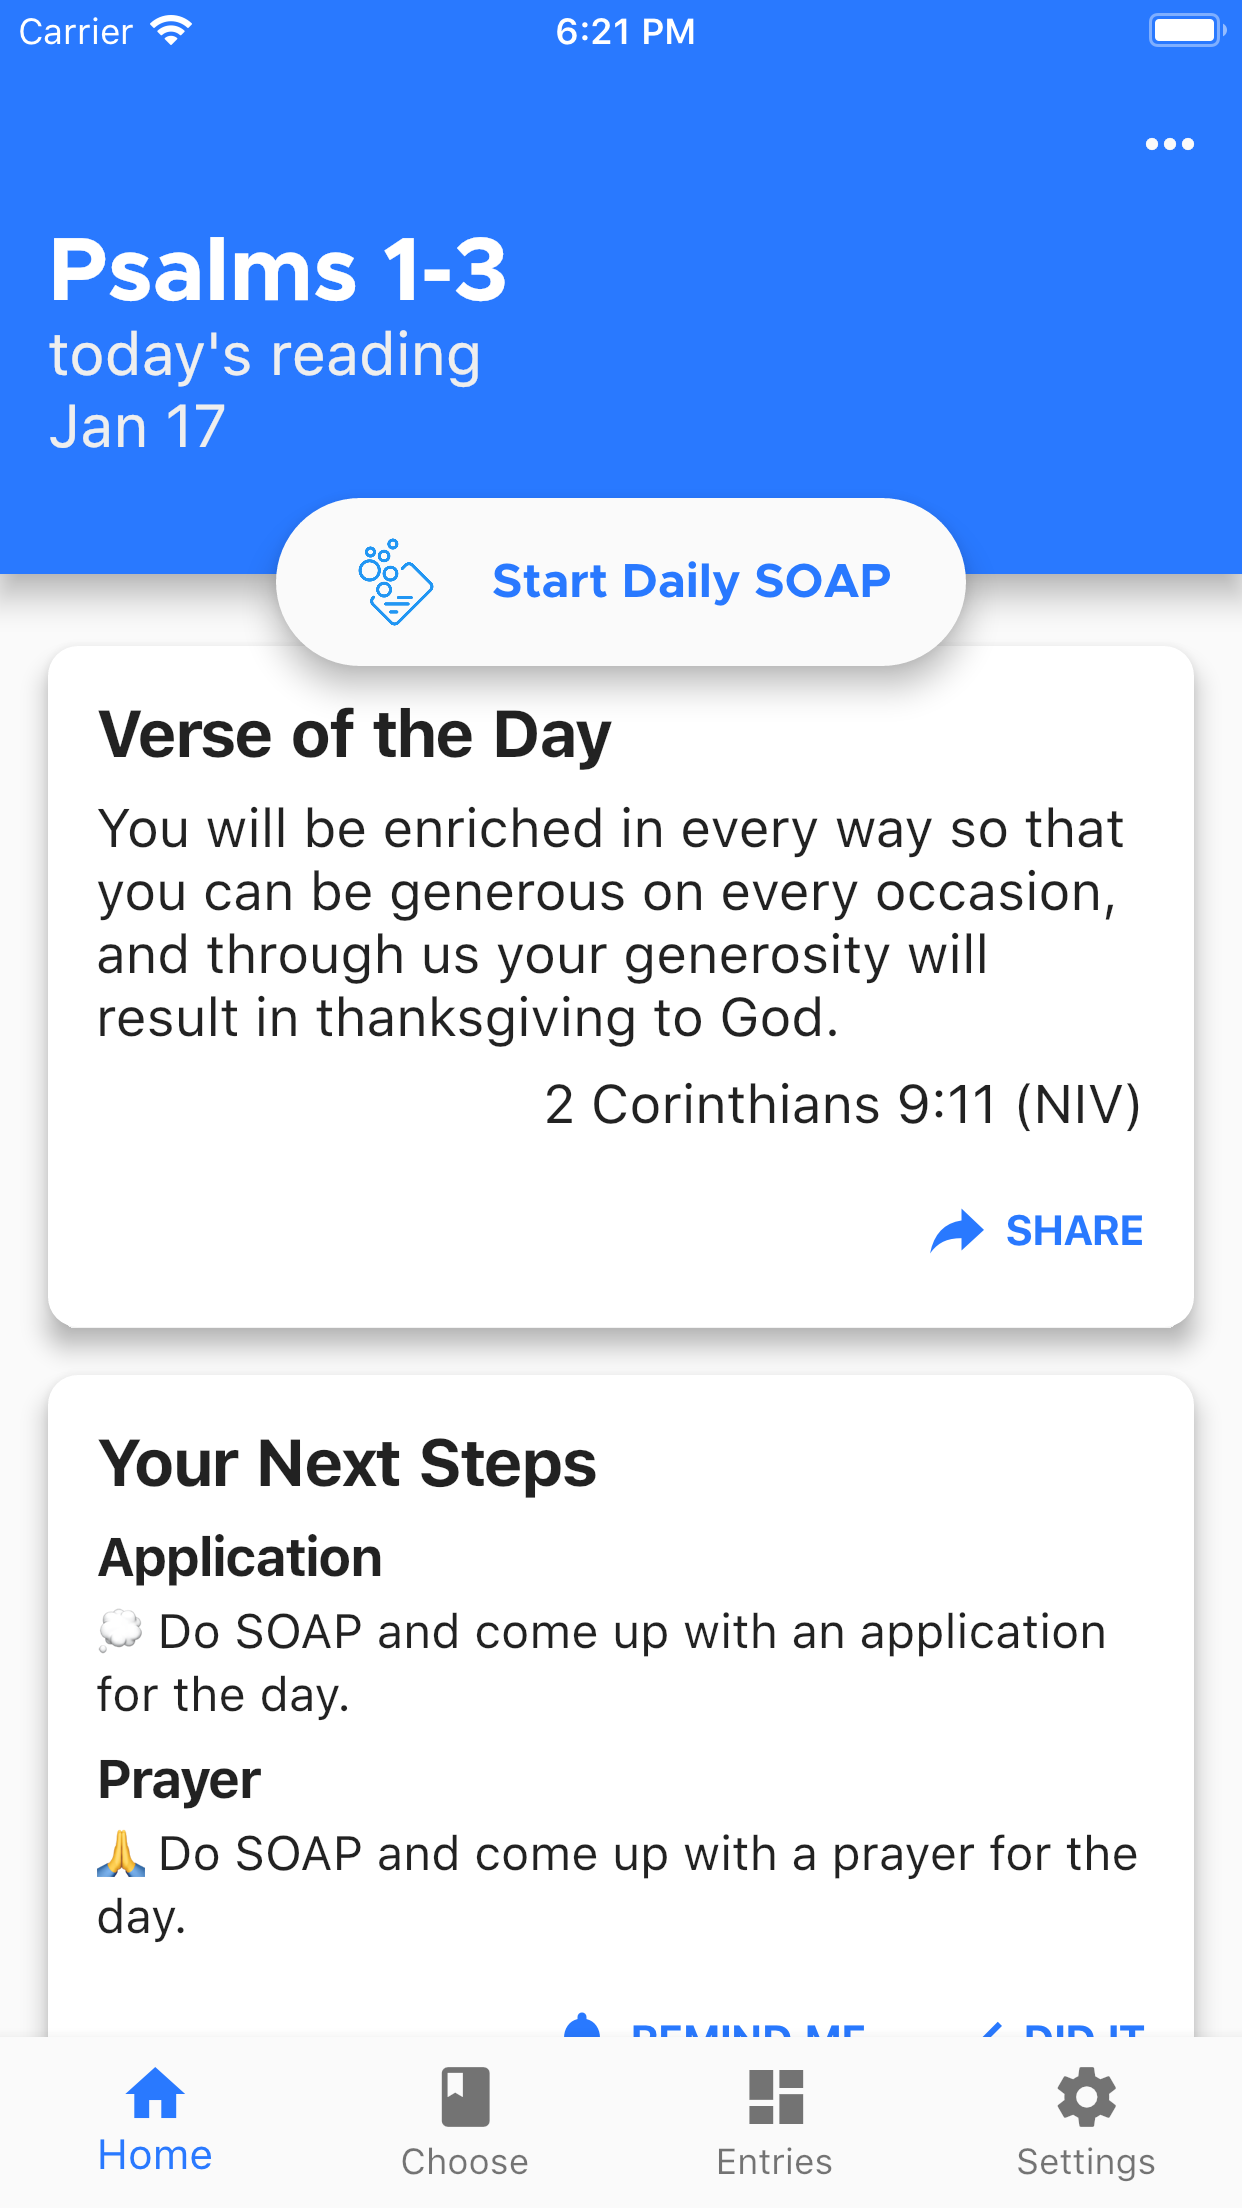 Carrier
6:21 PM
Psalms 1-3
today's reading
Jan 17
Start Daily SOAP
Verse of the Day
You will be enriched in every way so that
you can be generous on every occasion,
and through us your generosity will
result in thanksgiving to God.
2 Corinthians 9:11 (NIV)
SHARE
Your Next Steps
Application
💭 Do SOAP and come up with an application
for the day.
Prayer
🙏 Do SOAP and come up with a prayer for the
day.
REMIND ME
DID IT
Home
Choose
Entries
Settings